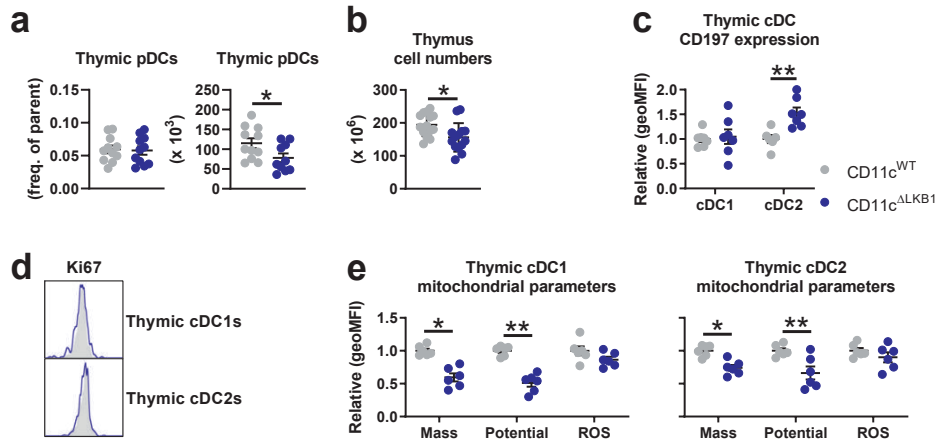 a
Thymic pDCs
(freq. of parent)
0.15
0.10
0.05
0.00
Thymic pDCs
(x 10³)
250
200
150
100
50
0
*
b
Thymus
cell numbers
(x 10⁶)
300
200
100
0
*
c
Thymic cDC
CD197 expression
Relative (geoMFI)
2.5
2.0
1.5
1.0
0.5
0.0
**
cDC1 cDC2
CD11cᵂᵀ
CD11c^ΔLKB1
d
Ki67
Thymic cDC1s
Thymic cDC2s
e
Thymic cDC1
mitochondrial parameters
Relative (geoMFI)
1.5
1.0
0.5
0.0
* **
Mass Potential ROS
Thymic cDC2
mitochondrial parameters
1.5
1.0
0.5
0.0
* **
Mass Potential ROS